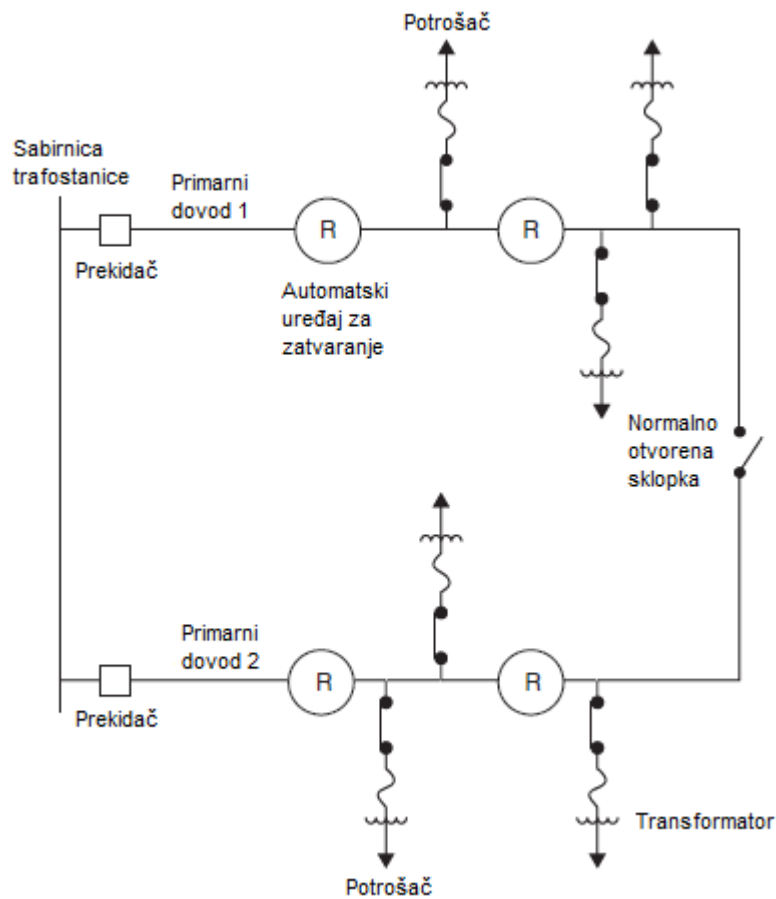 Potrošač
Sabirnica
trafostanice
Primarni
dovod 1
R
R
Prekidač
Automatski
uređaj za
zatvaranje
Normalno
otvorena
sklopka
Primarni
dovod 2
R
R
Prekidač
Transformator
Potrošač